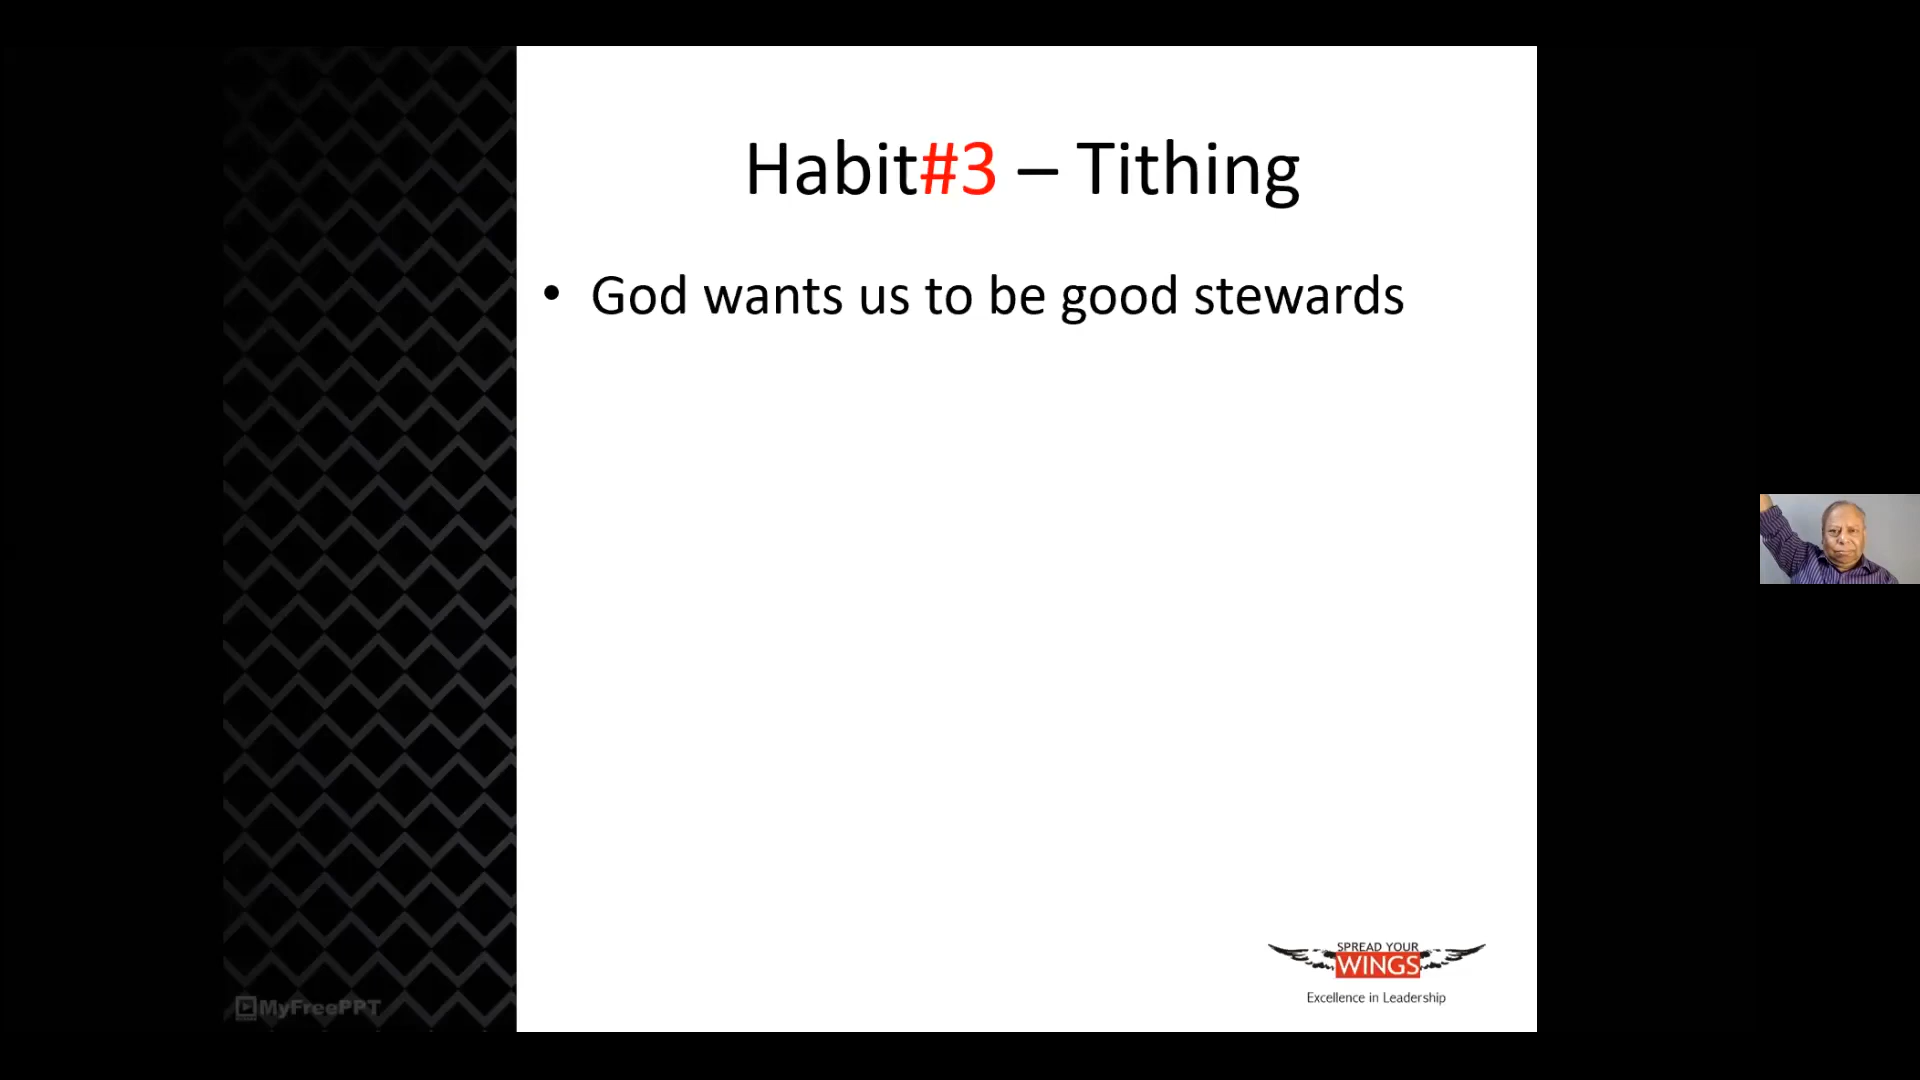 Habit#3 – Tithing
• God wants us to be good stewards
SPREAD YOUR
WINGS
Excellence in Leadership
MyFreePPT